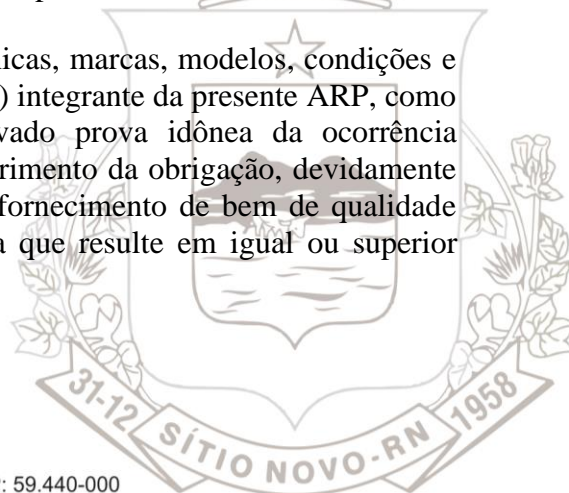 nicas, marcas, modelos, condições e
) integrante da presente ARP, como
vado prova idônea da ocorrência
rimento da obrigação, devidamente
fornecimento de bem de qualidade
a que resulte em igual ou superior
31-12 SÍTIO NOVO-RN 1958
: 59.440-000